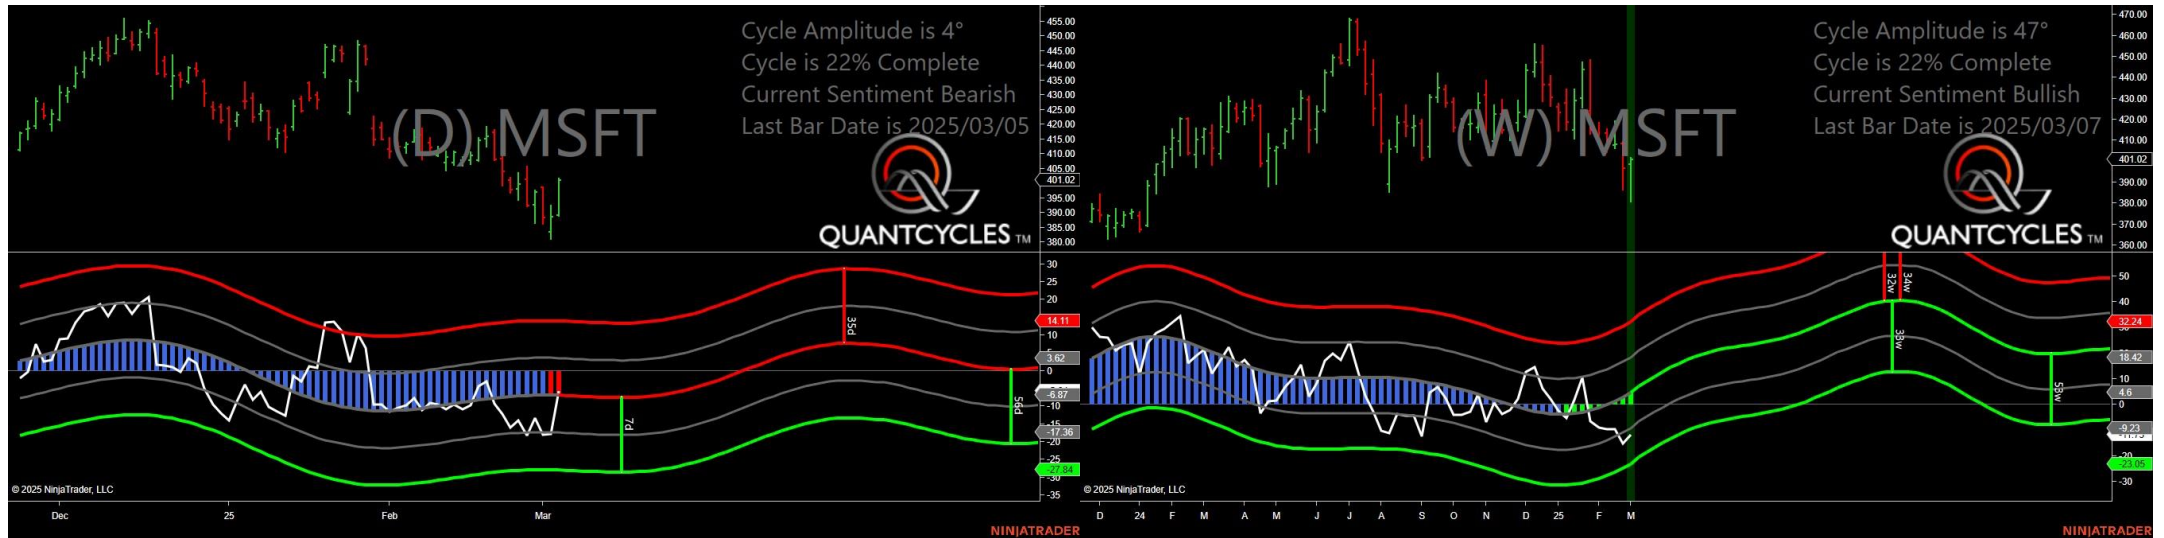 Cycle Amplitude is 4°
Cycle is 22% Complete
Current Sentiment Bearish
Last Bar Date is 2025/03/05
(D) MSFT
QUANTCYCLES TM
455.00
450.00
445.00
440.00
435.00
430.00
425.00
420.00
415.00
410.00
405.00
401.02
395.00
390.00
385.00
380.00
30
25
20
14.11
10
3.62
0
-6.87
-10
-17.36
-20
-25
-27.84
-30
-35
35d
7d
56d
© 2025 NinjaTrader, LLC
Dec
25
Feb
Mar
NINJATRADER
Cycle Amplitude is 47°
Cycle is 22% Complete
Current Sentiment Bullish
Last Bar Date is 2025/03/07
(W) MSFT
QUANTCYCLES TM
470.00
460.00
450.00
440.00
430.00
420.00
410.00
401.02
390.00
380.00
370.00
360.00
50
40
32.24
18.42
10
4.6
0
-9.23
-20
-23.05
-30
32w
34w
53w
© 2025 NinjaTrader, LLC
D
24
F
M
A
M
J
J
A
S
O
N
D
25
F
M
NINJATRADER